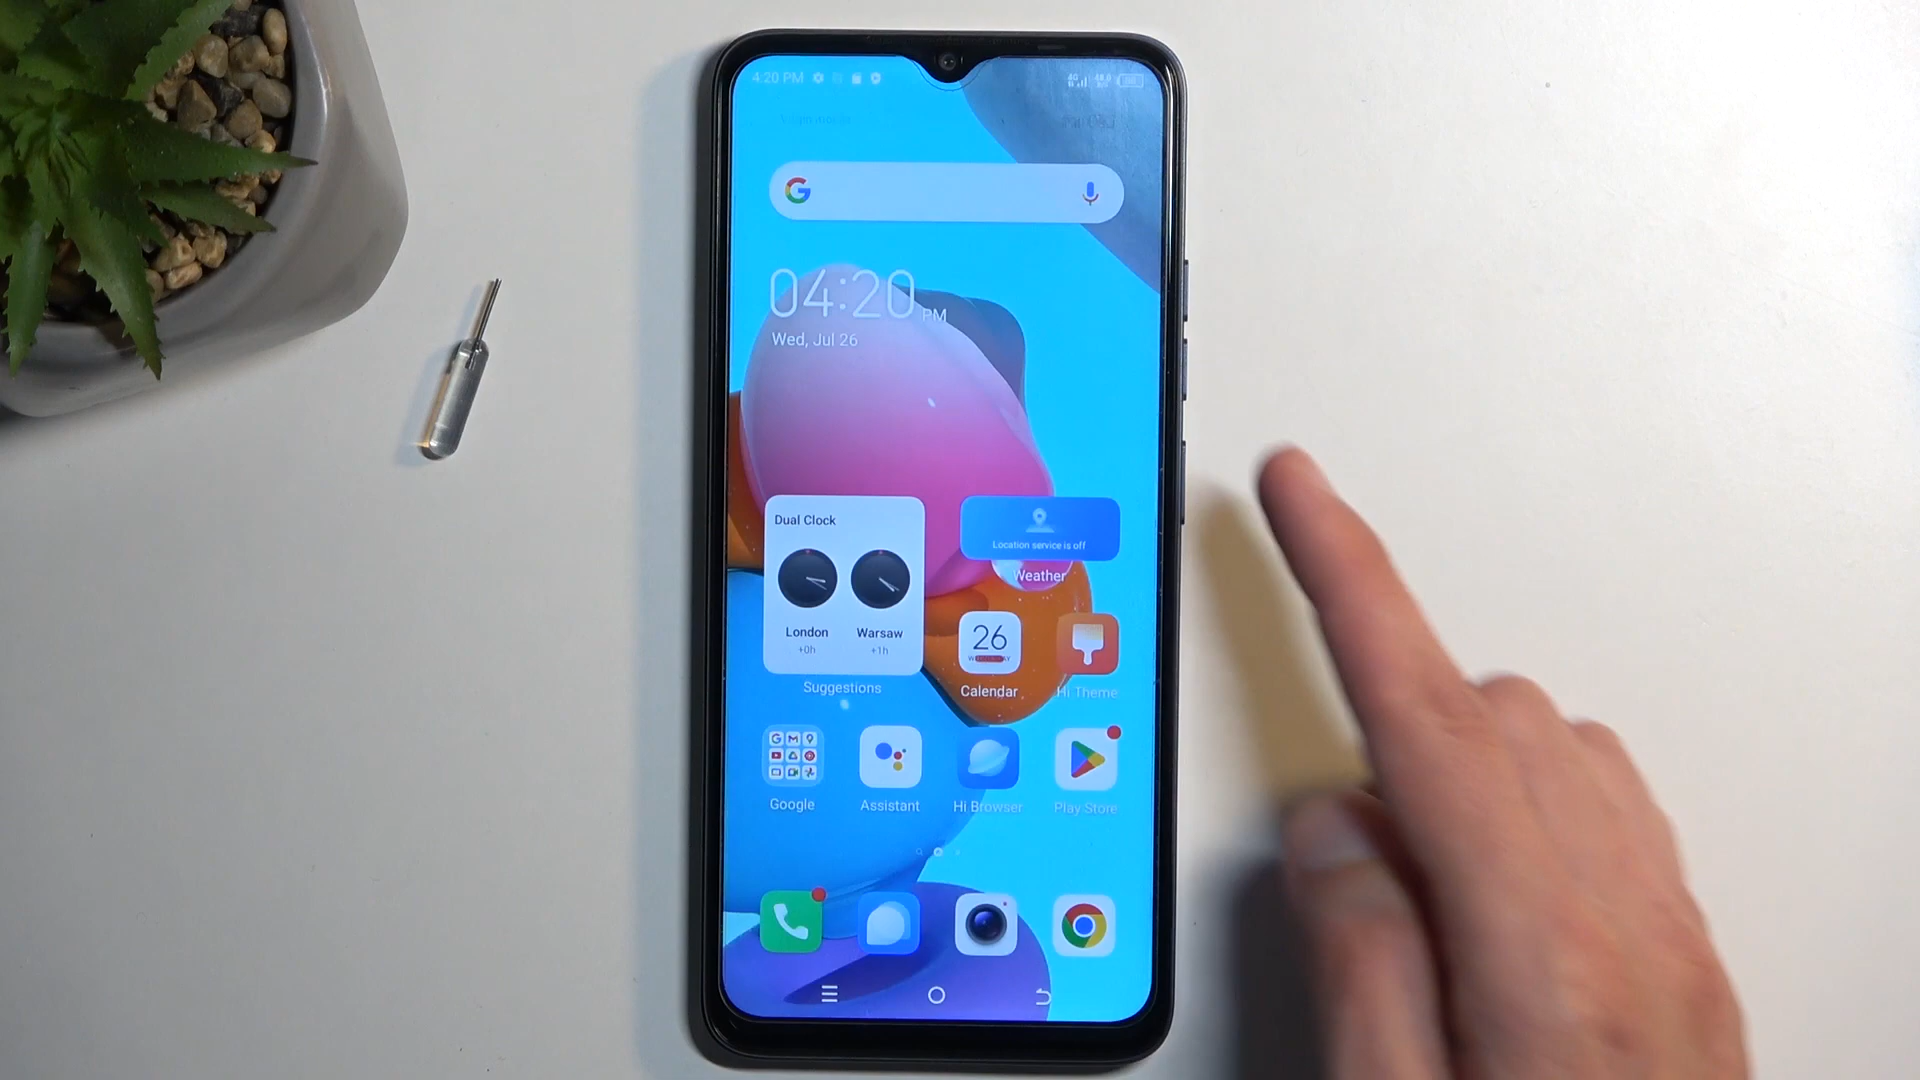 4:20 PM
4G
04:20 PM
Wed, Jul 26
Dual Clock
London
Warsaw
+0h
+1h
Suggestions
Location service is off
Weather
26
Calendar
Hi Theme
Google
Assistant
Hi Browser
Play Store